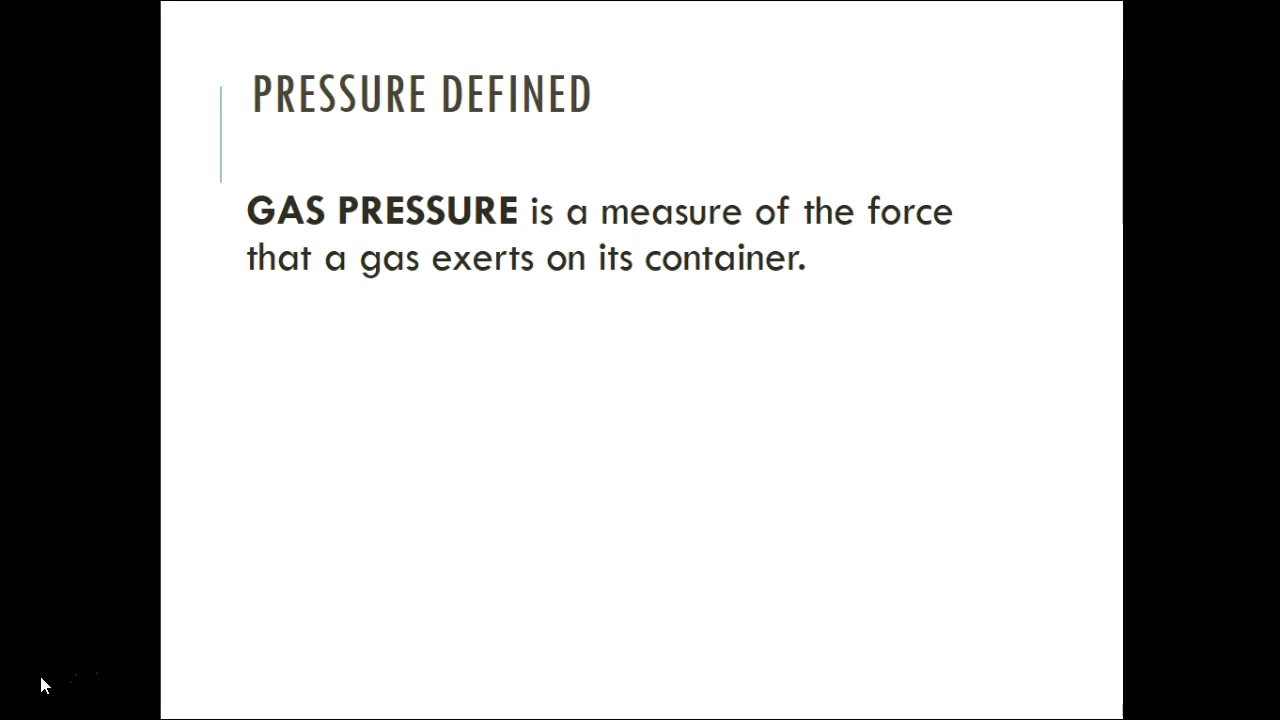 PRESSURE DEFINED
GAS PRESSURE is a measure of the force
that a gas exerts on its container.